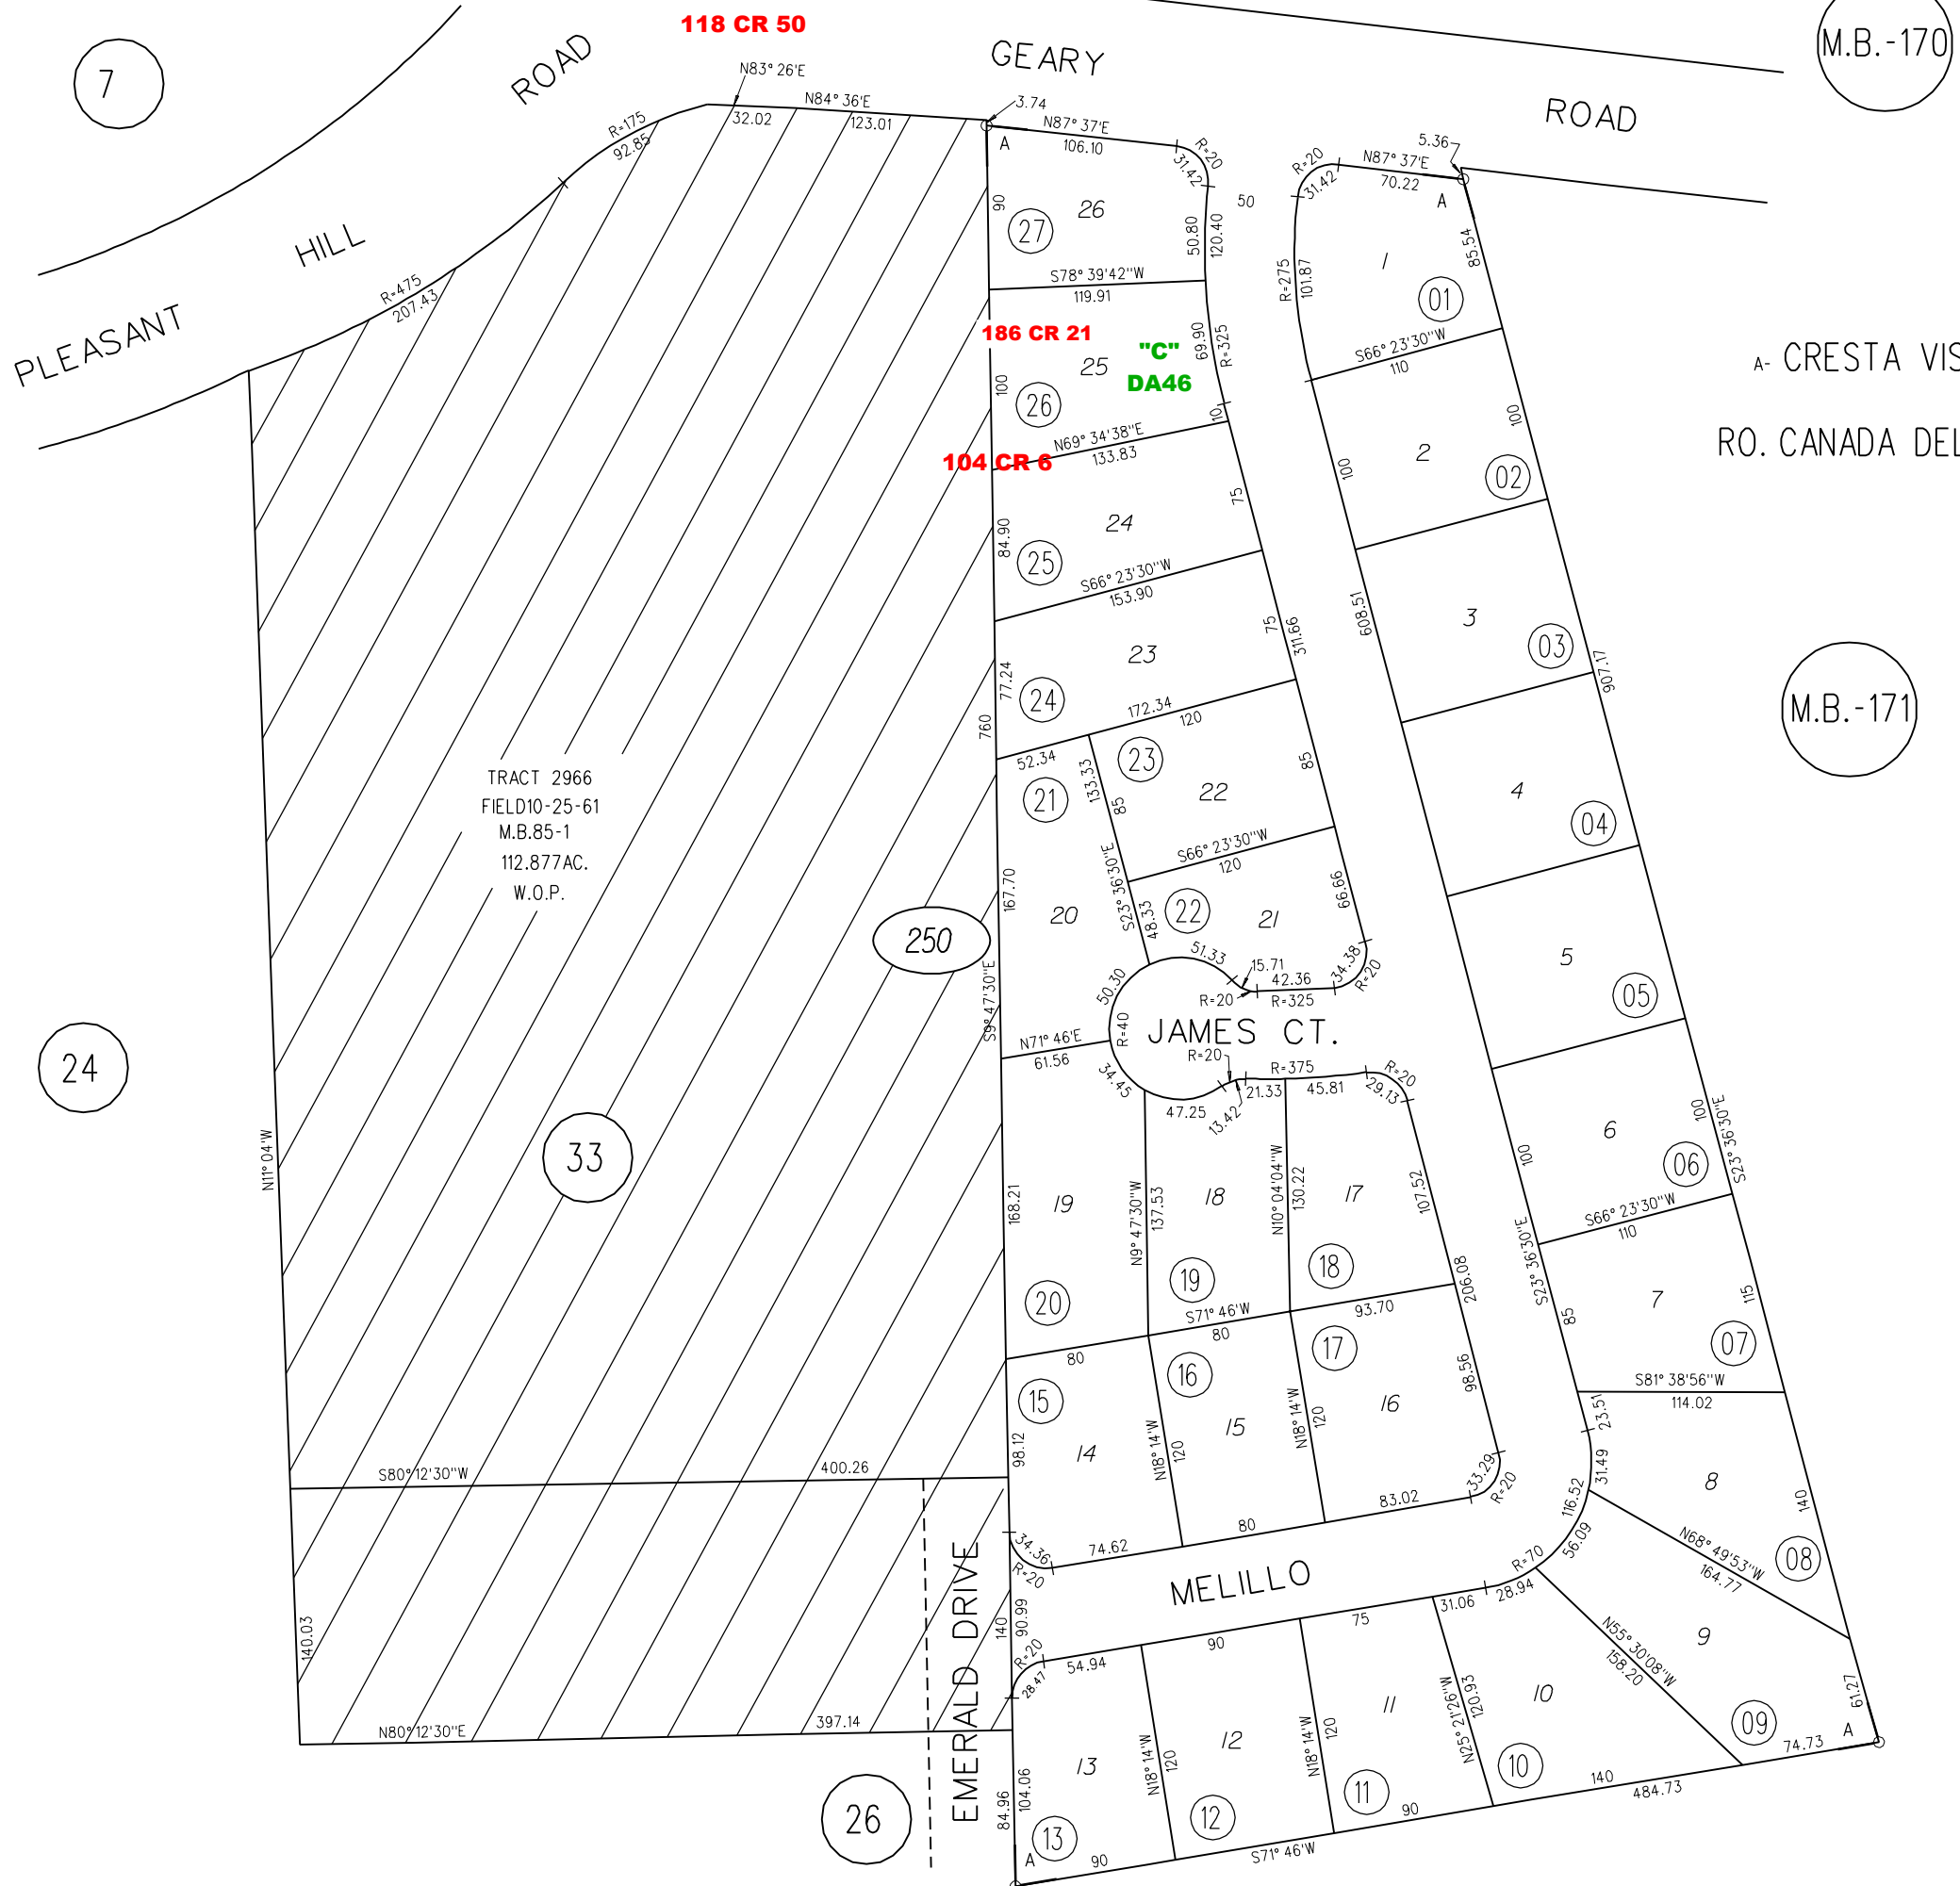 118 CR 50
M.B.-170
7
ROAD
GEARY
ROAD
N83° 26'E
N84° 36'E
32.02
123.01
3.74
N87° 37'E
106.10
A
R=175
92.85
31.42
R=20
50
R=20
31.42
N87° 37'E
70.22
5.36
A
HILL
PLEASANT
R=475
207.43
90
26
27
50.80
120.40
R=275
101.87
1
01
85.54
S78° 39'42"W
119.91
186 CR 21
"C"
DA46
25
26
100
69.90
R=325
10
S66° 23'30"W
110
A- CRESTA VIS
RO. CANADA DEL
N69° 34'38"E
133.83
104 CR 6
100
2
02
100
84.90
24
25
75
S66° 23'30"W
153.90
608.51
3
03
907.17
77.24
23
24
75
311.66
760
172.34
120
M.B.-171
52.34
21
133.33
85
23
22
85
4
04
TRACT 2966
FIELD10-25-61
M.B.85-1
112.877AC.
W.O.P.
S66° 23'30"W
120
167.70
20
S23° 36'30"E
48.33
22
21
66.66
250
S9° 47'30"E
5
05
51.33
15.71
42.36
34.38
R=20
R=20
R=325
50.30
R=40
JAMES CT.
N71° 46'E
61.56
34.45
R=20
R=375
R=20
47.25
13.42
21.33
45.81
29.13
24
33
N11° 04'W
100
6
06
100
S23° 36'30"E
168.21
19
20
N9° 47'30"W
137.53
18
19
N10° 04'04"W
130.22
17
18
107.52
206.08
S66° 23'30"W
110
S23° 36'30"E
85
7
07
115
S71° 46'W
80
80
93.70
15
16
17
98.56
S81° 38'56"W
114.02
23.51
98.12
14
N18° 14'W
120
15
N18° 14'W
120
16
33.29
R=20
31.49
116.52
8
08
140
S80° 12'30"W
400.26
34.36
R=20
74.62
80
83.02
MELILLO
R=70
56.09
N68° 49'53"W
164.77
EMERALD DRIVE
140.03
140
90.99
R=20
28.47
54.94
90
75
31.06
28.94
N55° 30'08"W
158.20
9
09
61.27
A
74.73
N80° 12'30"E
397.14
26
84.96
104.06
13
13
N18° 14'W
120
12
12
N18° 14'W
120
11
11
N25° 21'26"W
120.93
10
10
140
484.73
A
90
S71° 46'W
90